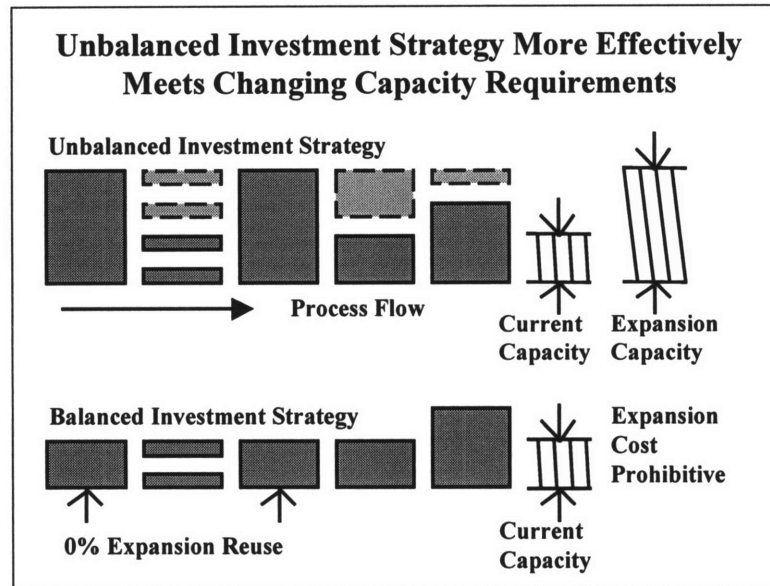 Unbalanced Investment Strategy More Effectively
Meets Changing Capacity Requirements
Unbalanced Investment Strategy
Process Flow
Current
Capacity
Expansion
Capacity
Balanced Investment Strategy
Expansion
Cost
Prohibitive
0% Expansion Reuse
Current
Capacity